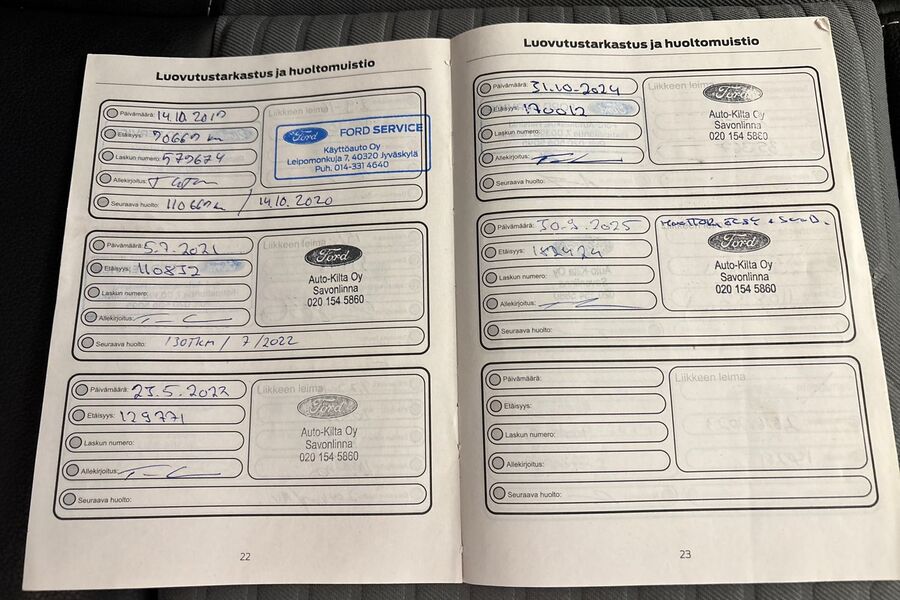 Luovutustarkastus ja huoltomuistio
Päivämäärä: 14.10.2019
Etäisyys: 90669 km
Laskun numero: 579674
Allekirjoitus:
Seuraava huolto: 110669 km / 14.10.2020
Liikkeen leima
Ford FORD SERVICE
Käyttöauto Oy
Leipomonkuja 7, 40320 Jyväskylä
Puh. 014-331 4640
Päivämäärä: 5.7.2021
Etäisyys: 110832
Laskun numero:
Allekirjoitus:
Seuraava huolto: 130Tkm / 7 / 2022
Liikkeen leima
Ford
Auto-Kilta Oy
Savonlinna
020 154 5860
Päivämäärä: 23.5.2022
Etäisyys: 129771
Laskun numero:
Allekirjoitus:
Seuraava huolto:
Liikkeen leima
Ford
Auto-Kilta Oy
Savonlinna
020 154 5860
22
Luovutustarkastus ja huoltomuistio
Päivämäärä: 31.10.2024
Etäisyys: 170012
Laskun numero:
Allekirjoitus:
Seuraava huolto:
Liikkeen leima
Ford
Auto-Kilta Oy
Savonlinna
020 154 5860
Päivämäärä: 30.9.2025
Etäisyys: 182424
Laskun numero:
Allekirjoitus:
Seuraava huolto:
Ford
Auto-Kilta Oy
Savonlinna
020 154 5860
Päivämäärä:
Etäisyys:
Laskun numero:
Allekirjoitus:
Seuraava huolto:
Liikkeen leima
23